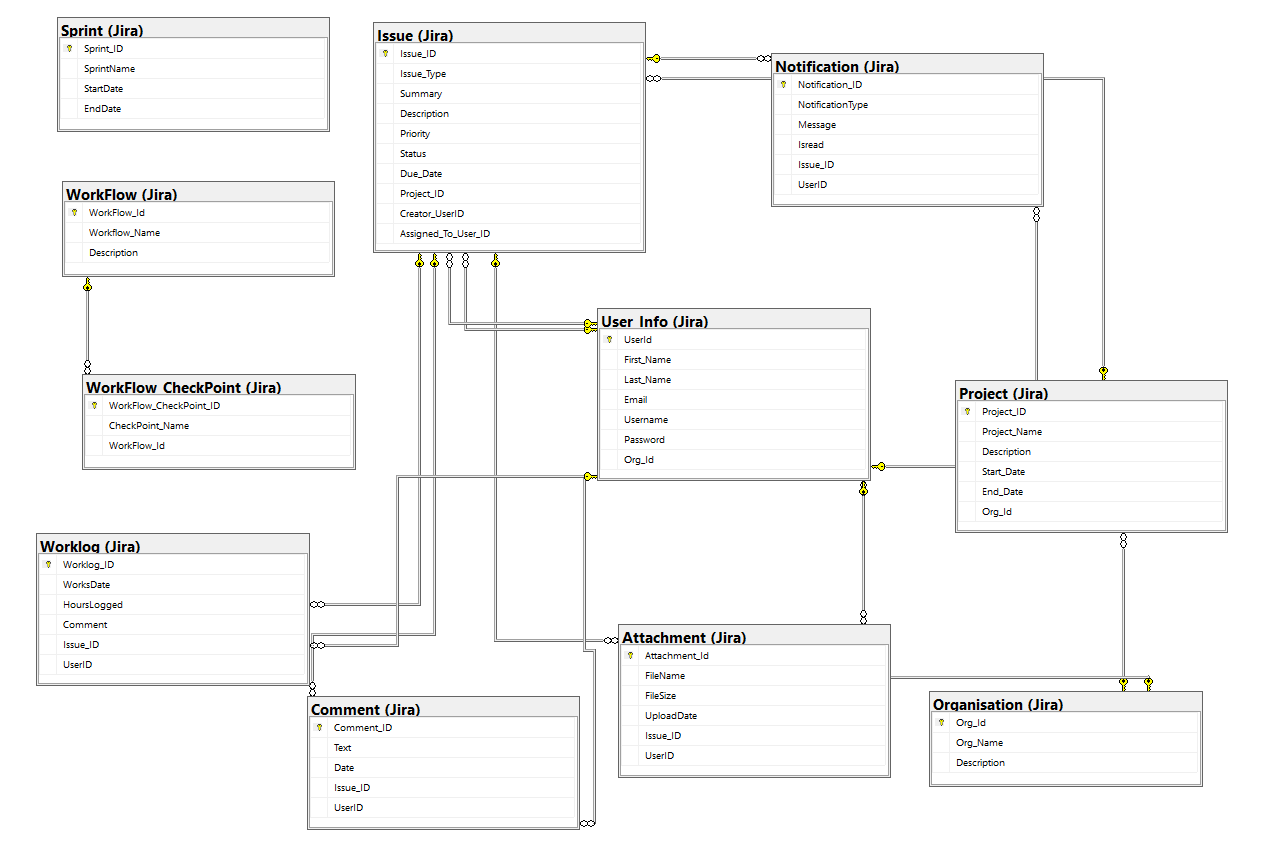 Sprint (Jira)
Sprint_ID
SprintName
StartDate
EndDate
Issue (Jira)
Issue_ID
Issue_Type
Summary
Description
Priority
Status
Due_Date
Project_ID
Creator_UserID
Assigned_To_User_ID
Notification (Jira)
Notification_ID
NotificationType
Message
Isread
Issue_ID
UserID
WorkFlow (Jira)
WorkFlow_Id
Workflow_Name
Description
User_Info (Jira)
UserId
First_Name
Last_Name
Email
Username
Password
Org_Id
WorkFlow_CheckPoint (Jira)
WorkFlow_CheckPoint_ID
CheckPoint_Name
WorkFlow_Id
Project (Jira)
Project_ID
Project_Name
Description
Start_Date
End_Date
Org_Id
Worklog (Jira)
Worklog_ID
WorksDate
HoursLogged
Comment
Issue_ID
UserID
Attachment (Jira)
Attachment_Id
FileName
FileSize
UploadDate
Issue_ID
UserID
Comment (Jira)
Comment_ID
Text
Date
Issue_ID
UserID
Organisation (Jira)
Org_Id
Org_Name
Description